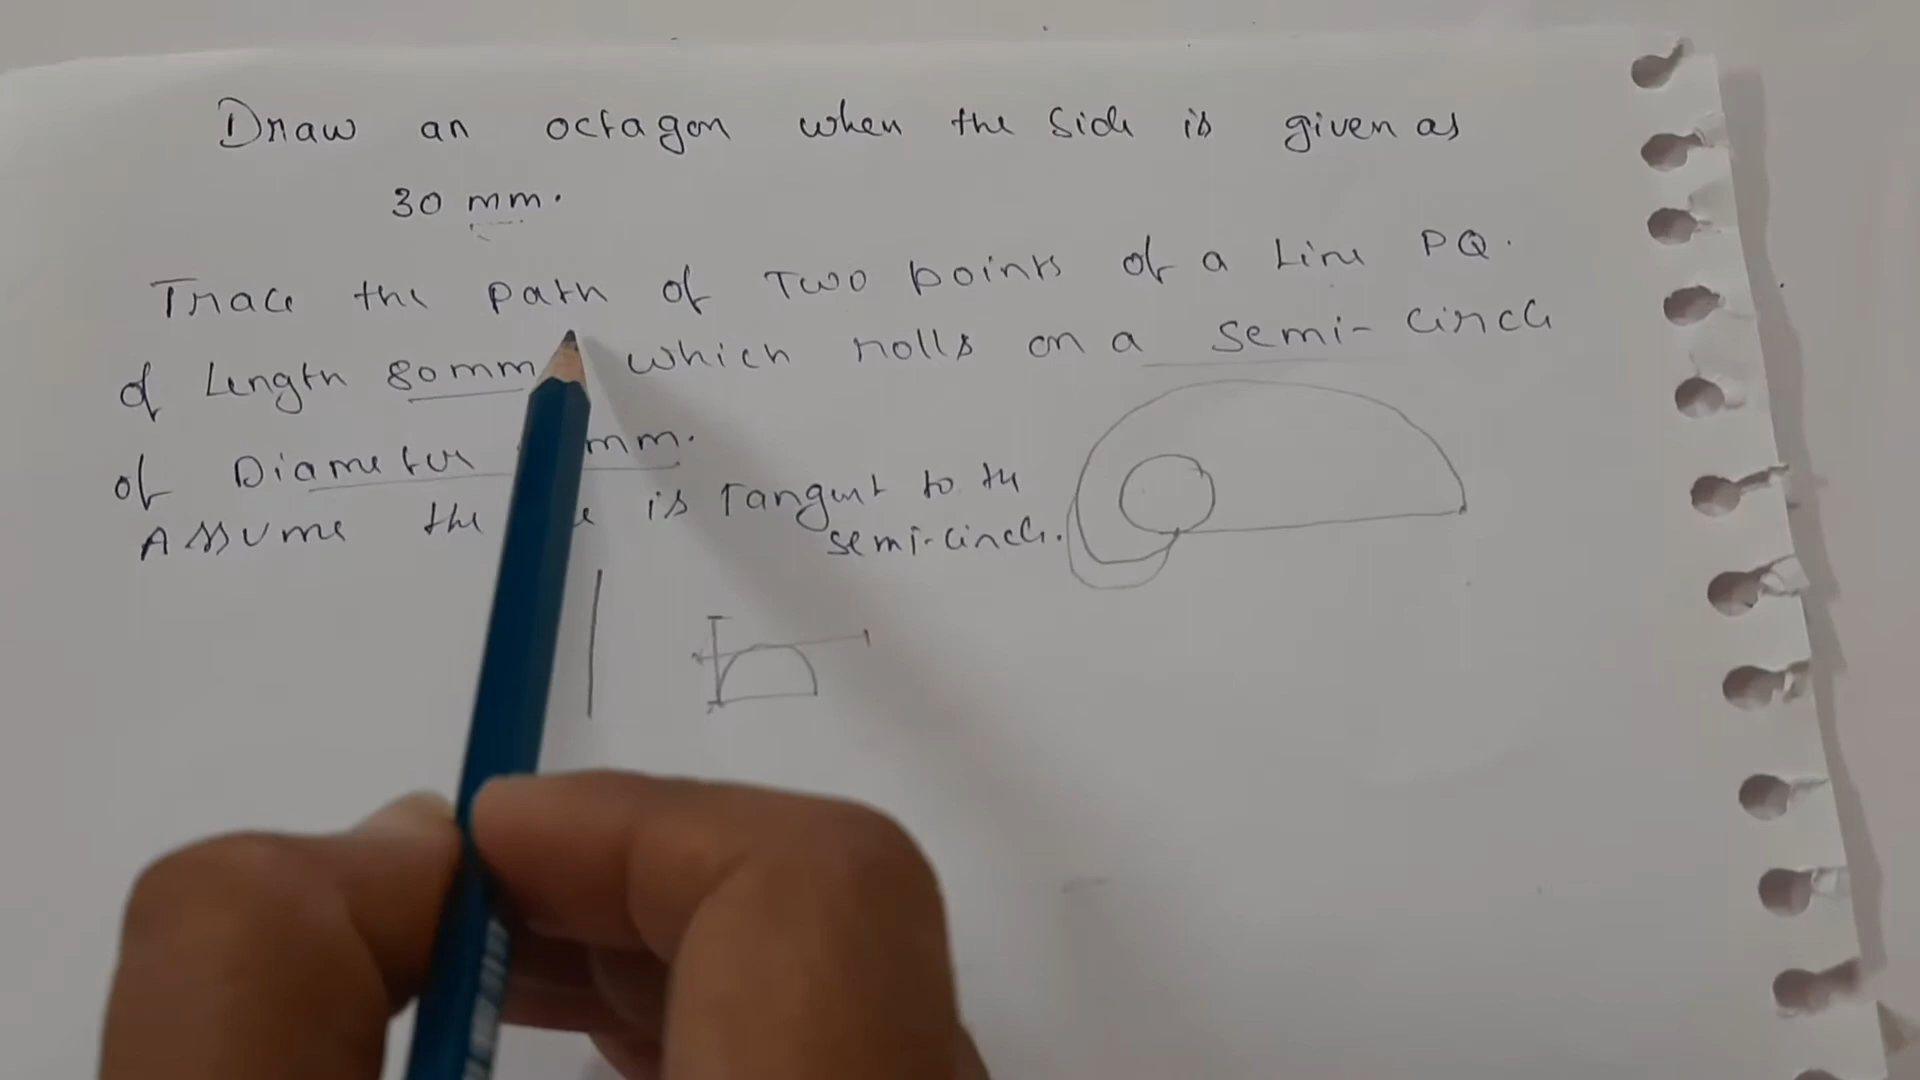 Draw an octagon when the side is given as
30 mm.
Trace the path of Two points of a Line PQ.
of Length 80mm which rolls on a semi-circle
of Diameter mm.
Assume the is Tangent to the
semi-circle.